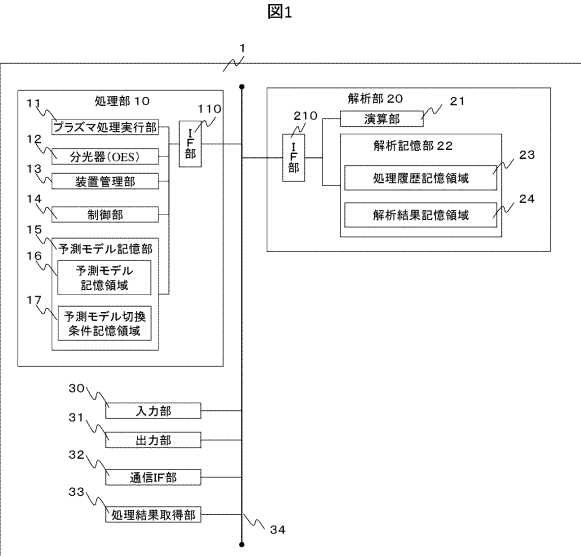 図1
1
処理部 10
11
プラズマ処理実行部
12
分光器(OES)
13
装置管理部
14
制御部
15
予測モデル記憶部
16
予測モデル
記憶領域
17
予測モデル切換
条件記憶領域
110
IF部
解析部 20
210
IF部
21
演算部
解析記憶部 22
23
処理履歴記憶領域
24
解析結果記憶領域
30
入力部
31
出力部
32
通信IF部
33
処理結果取得部
34